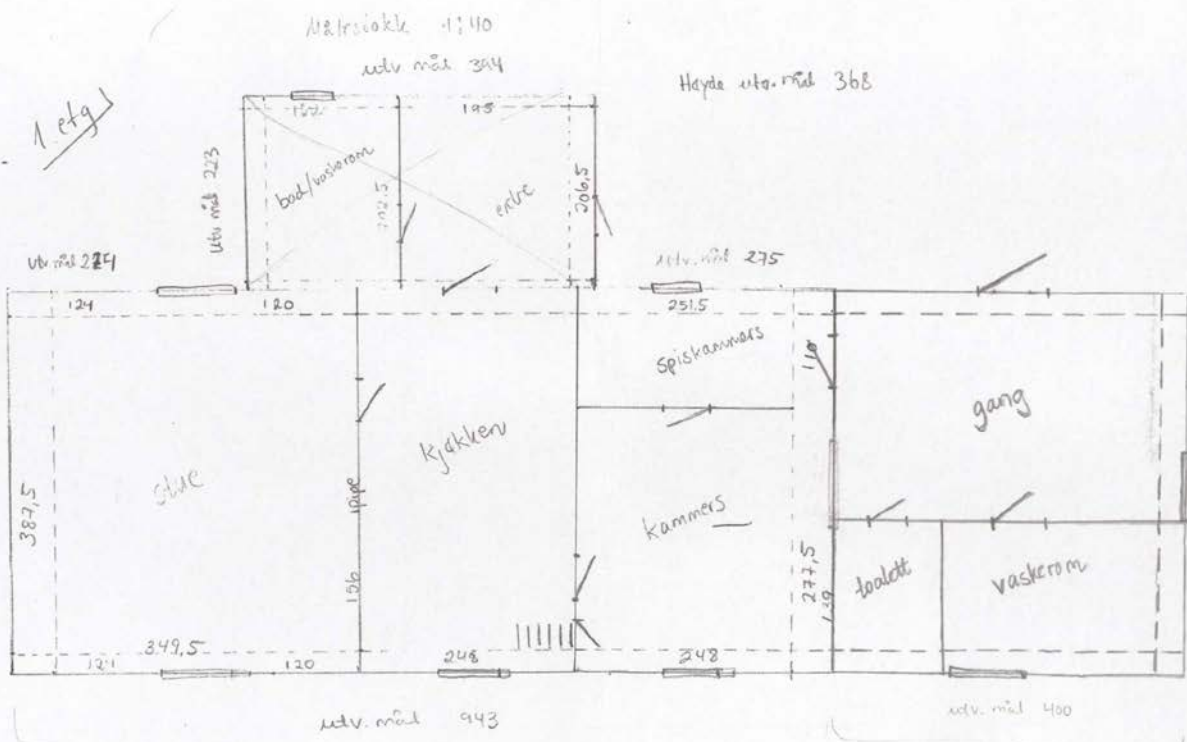 1:40
utv. mål 394
Høyde utv. mål 368
1. etg
195
bod/vaskerom
entre
206,5
utv mål 223
utv mål 224
utv. mål 275
124
120
251.5
spiskammers
110
gang
kjøkken
stue
pipe
kammers
387,5
156
277,5
139
toalett
vaskerom
349,5
121
120
248
248
utv. mål 943
utv. mål 400